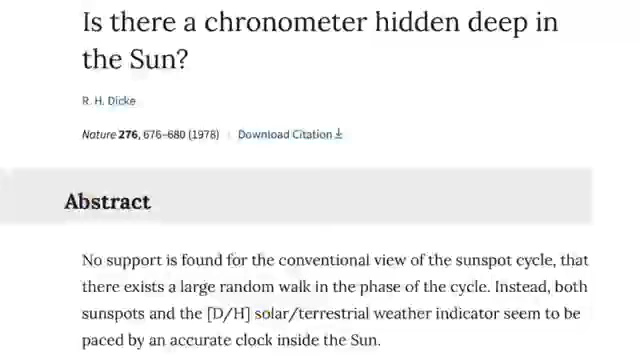 Is there a chronometer hidden deep in
the Sun?
R. H. Dicke
Nature 276, 676–680 (1978) | Download Citation
Abstract
No support is found for the conventional view of the sunspot cycle, that
there exists a large random walk in the phase of the cycle. Instead, both
sunspots and the [D/H] solar/terrestrial weather indicator seem to be
paced by an accurate clock inside the Sun.